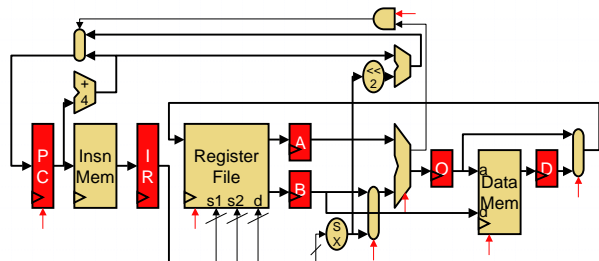 <<
2
+
4
P
C
Insn
Mem
I
R
Register
File
s1 s2 d
A
B
S
X
O
a
d
Data
Mem
D